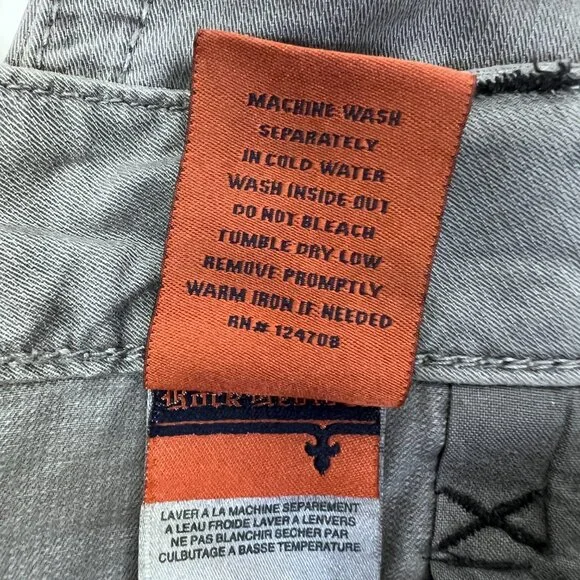 MACHINE WASH
SEPARATELY
IN COLD WATER
WASH INSIDE OUT
DO NOT BLEACH
TUMBLE DRY LOW
REMOVE PROMPTLY
WARM IRON IF NEEDED
RN# 124708
Rock
LAVER A LA MACHINE SEPAREMENT
A LEAU FROIDE LAVER A LENVERS
NE PAS BLANCHIR SECHER PAR
CULBUTAGE A BASSE TEMPERATURE